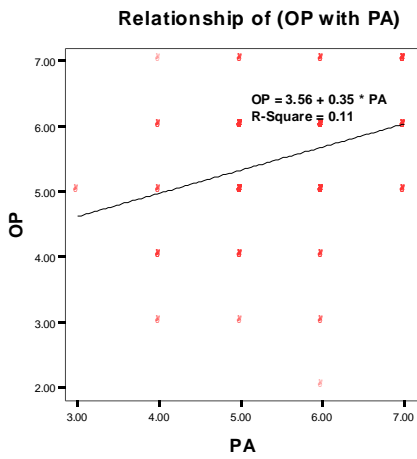 Relationship of (OP with PA)
7.00
OP = 3.56 + 0.35 * PA
R-Square = 0.11
6.00
5.00
OP
4.00
3.00
2.00
3.00 4.00 5.00 6.00 7.00
PA